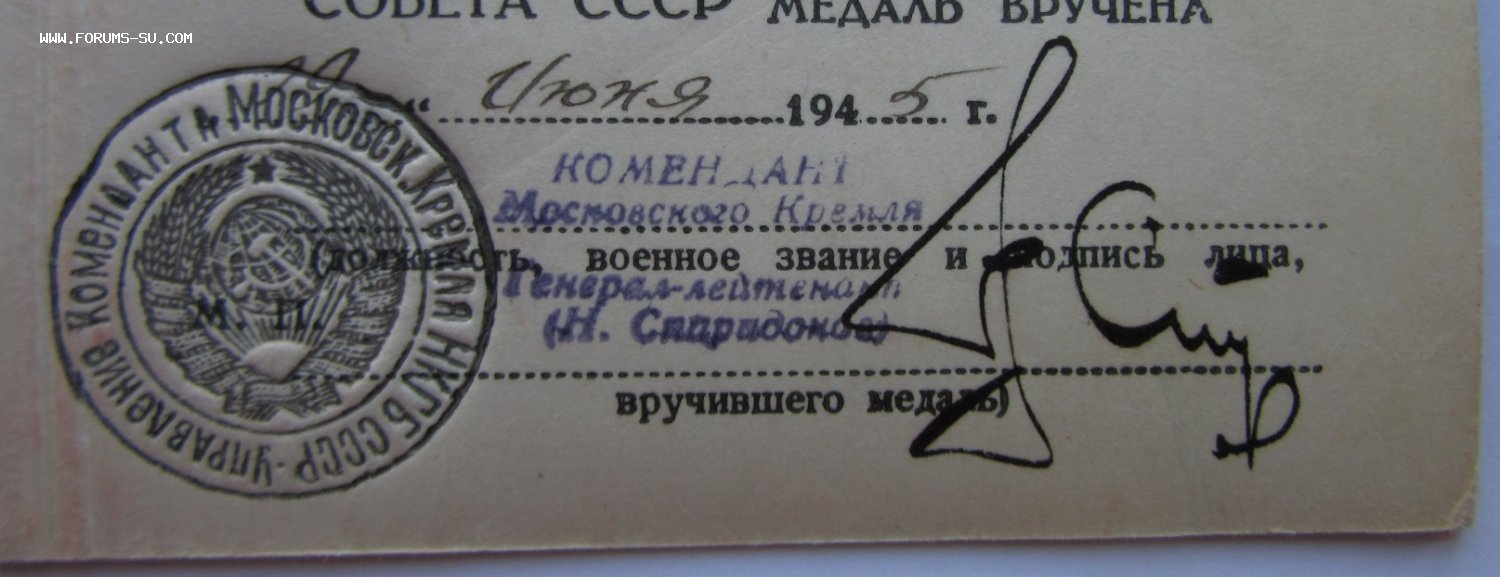 СОВЕТА СССР МЕДАЛЬ ВРУЧЕНА
WWW.FORUMS-SU.COM
“ Июня 1945 г.
КОМЕНДАНТ
Московского Кремля
(должность, военное звание и подпись лица,
Генерал-лейтенант
М. П.
(Н. Спиридонов)
вручившего медаль)
УПРАВЛЕНИЕ КОМЕНДАНТА МОСКОВСК. КРЕМЛЯ НКГБ СССР -